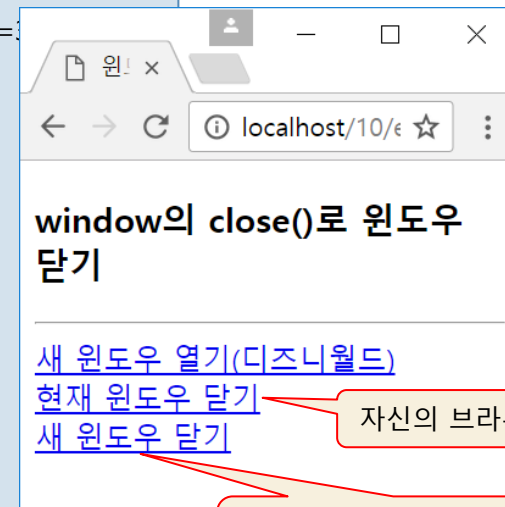 윈
localhost/10/e
window의 close()로 윈도우
닫기
새 윈도우 열기(디즈니월드)
현재 윈도우 닫기
자신의
새 윈도우 닫기